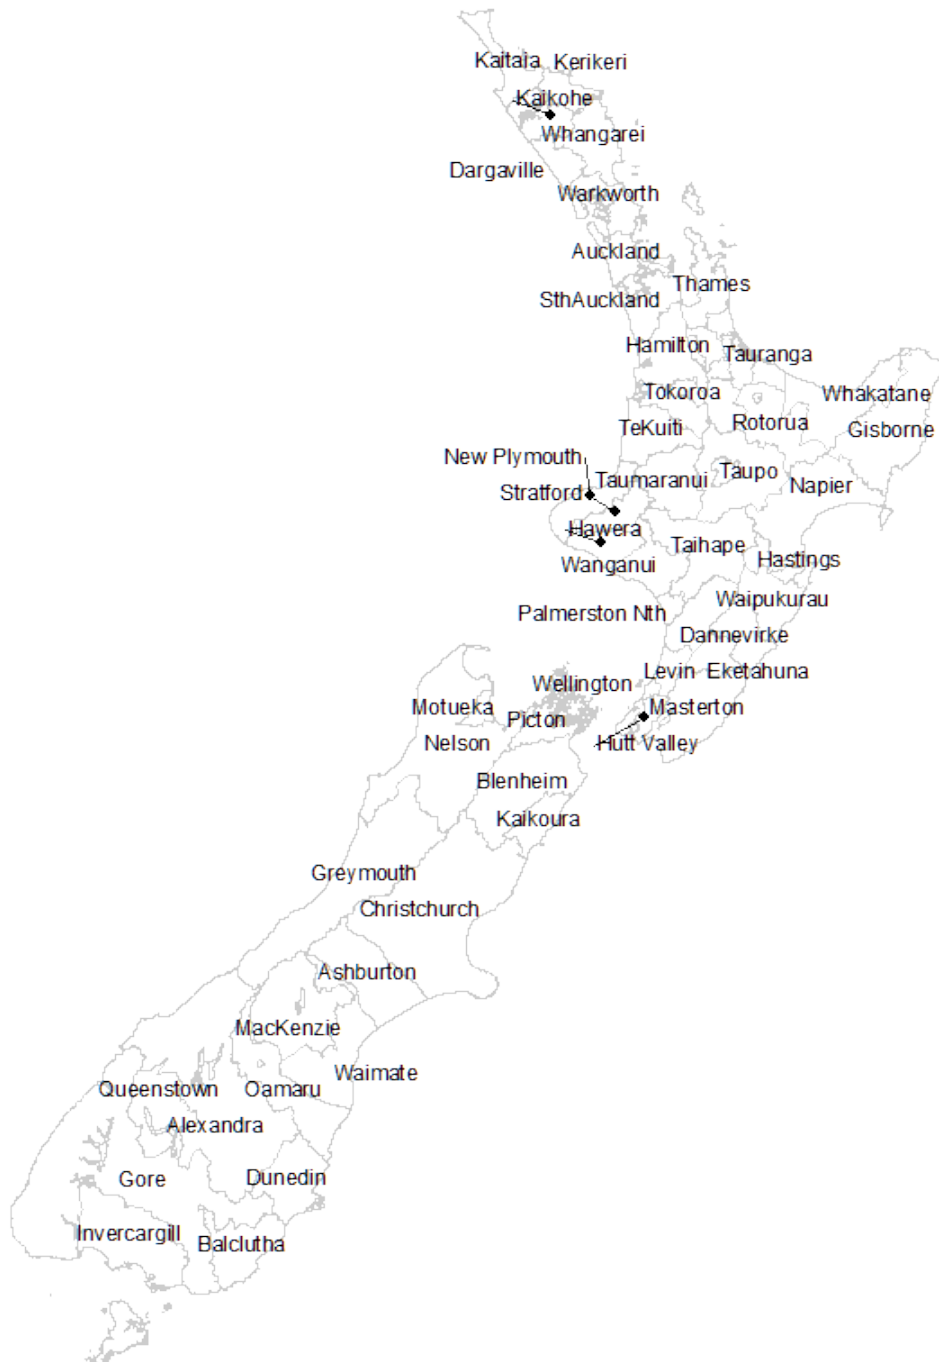 Kaitaia Kerikeri
Kaikohe
Whangarei
Dargaville
Warkworth
Auckland
Thames
SthAuckland
Hamilton
Tauranga
Tokoroa
Whakatane
Rotorua
TeKuiti
Gisborne
New Plymouth
Taupo
Taumaranui
Napier
Stratford
Hawera
Taihape
Hastings
Wanganui
Waipukurau
Palmerston Nth
Dannevirke
Levin Eketahuna
Wellington
Motueka
Masterton
Picton
Nelson
Hutt Valley
Blenheim
Kaikoura
Greymouth
Christchurch
Ashburton
MacKenzie
Waimate
Queenstown
Oamaru
Alexandra
Gore
Dunedin
Invercargill
Balclutha